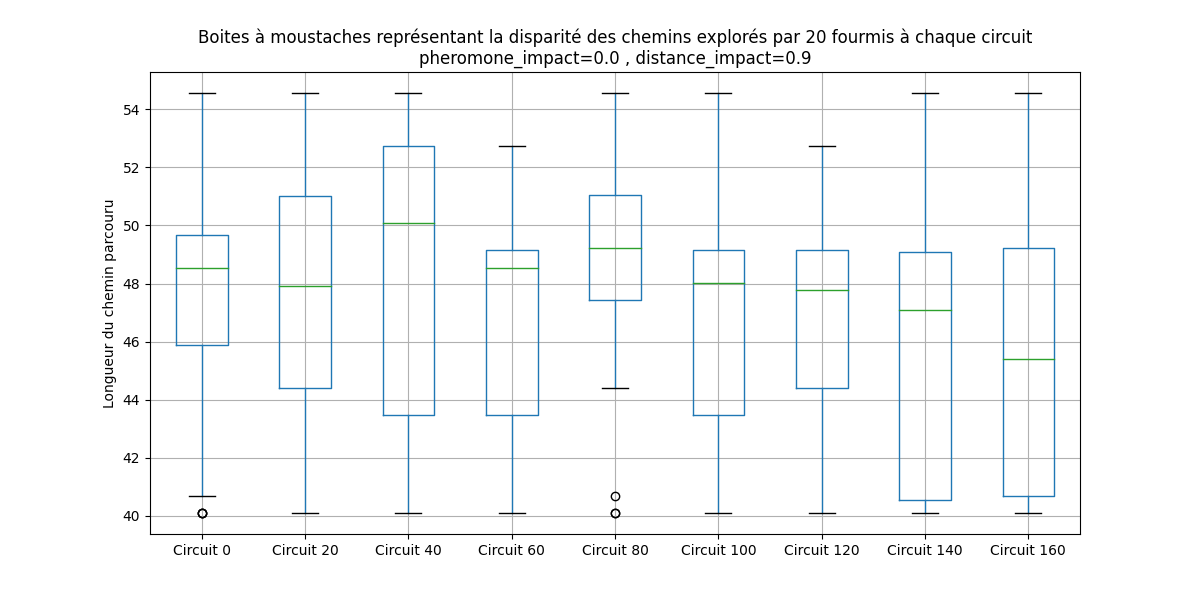 Boites à moustaches représentant la disparité des chemins explorés par 20 fourmis à chaque circuit
pheromone_impact=0.0 , distance_impact=0.9
Longueur du chemin parcouru
54
52
50
48
46
44
42
40
Circuit 0
Circuit 20
Circuit 40
Circuit 60
Circuit 80
Circuit 100
Circuit 120
Circuit 140
Circuit 160